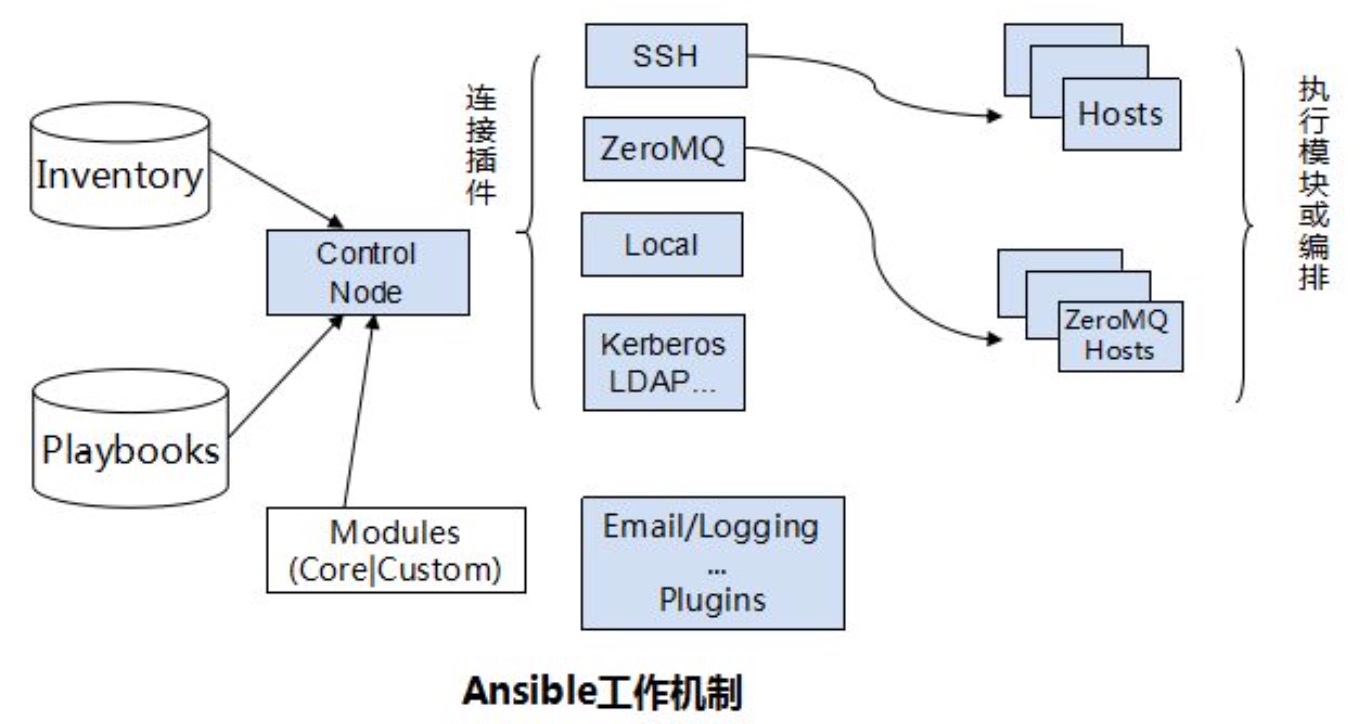 Inventory
Playbooks
Control
Node
Modules
(Core|Custom)
连接插件
SSH
ZeroMQ
Local
Kerberos
LDAP...
Email/Logging
...
Plugins
Hosts
ZeroMQ
Hosts
执行模块或编排
Ansible工作机制